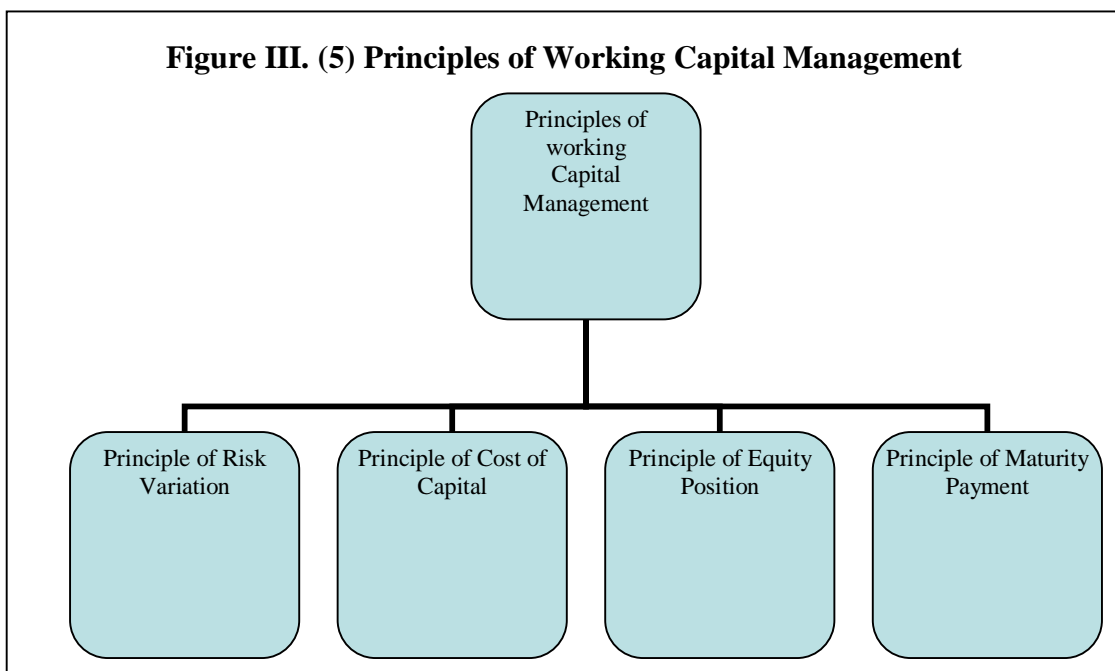 Figure III. (5) Principles of Working Capital Management
Principles of
working
Capital
Management
Principle of Risk
Variation
Principle of Cost of
Capital
Principle of Equity
Position
Principle of Maturity
Payment